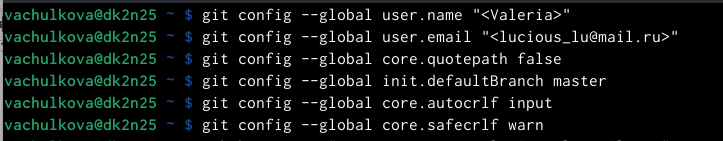 vachulkova@dk2n25 ~ $ git config --global user.name "<Valeria>"
vachulkova@dk2n25 ~ $ git config --global user.email "<lucious_lu@mail.ru>"
vachulkova@dk2n25 ~ $ git config --global core.quotepath false
vachulkova@dk2n25 ~ $ git config --global init.defaultBranch master
vachulkova@dk2n25 ~ $ git config --global core.autocrlf input
vachulkova@dk2n25 ~ $ git config --global core.safecrlf warn